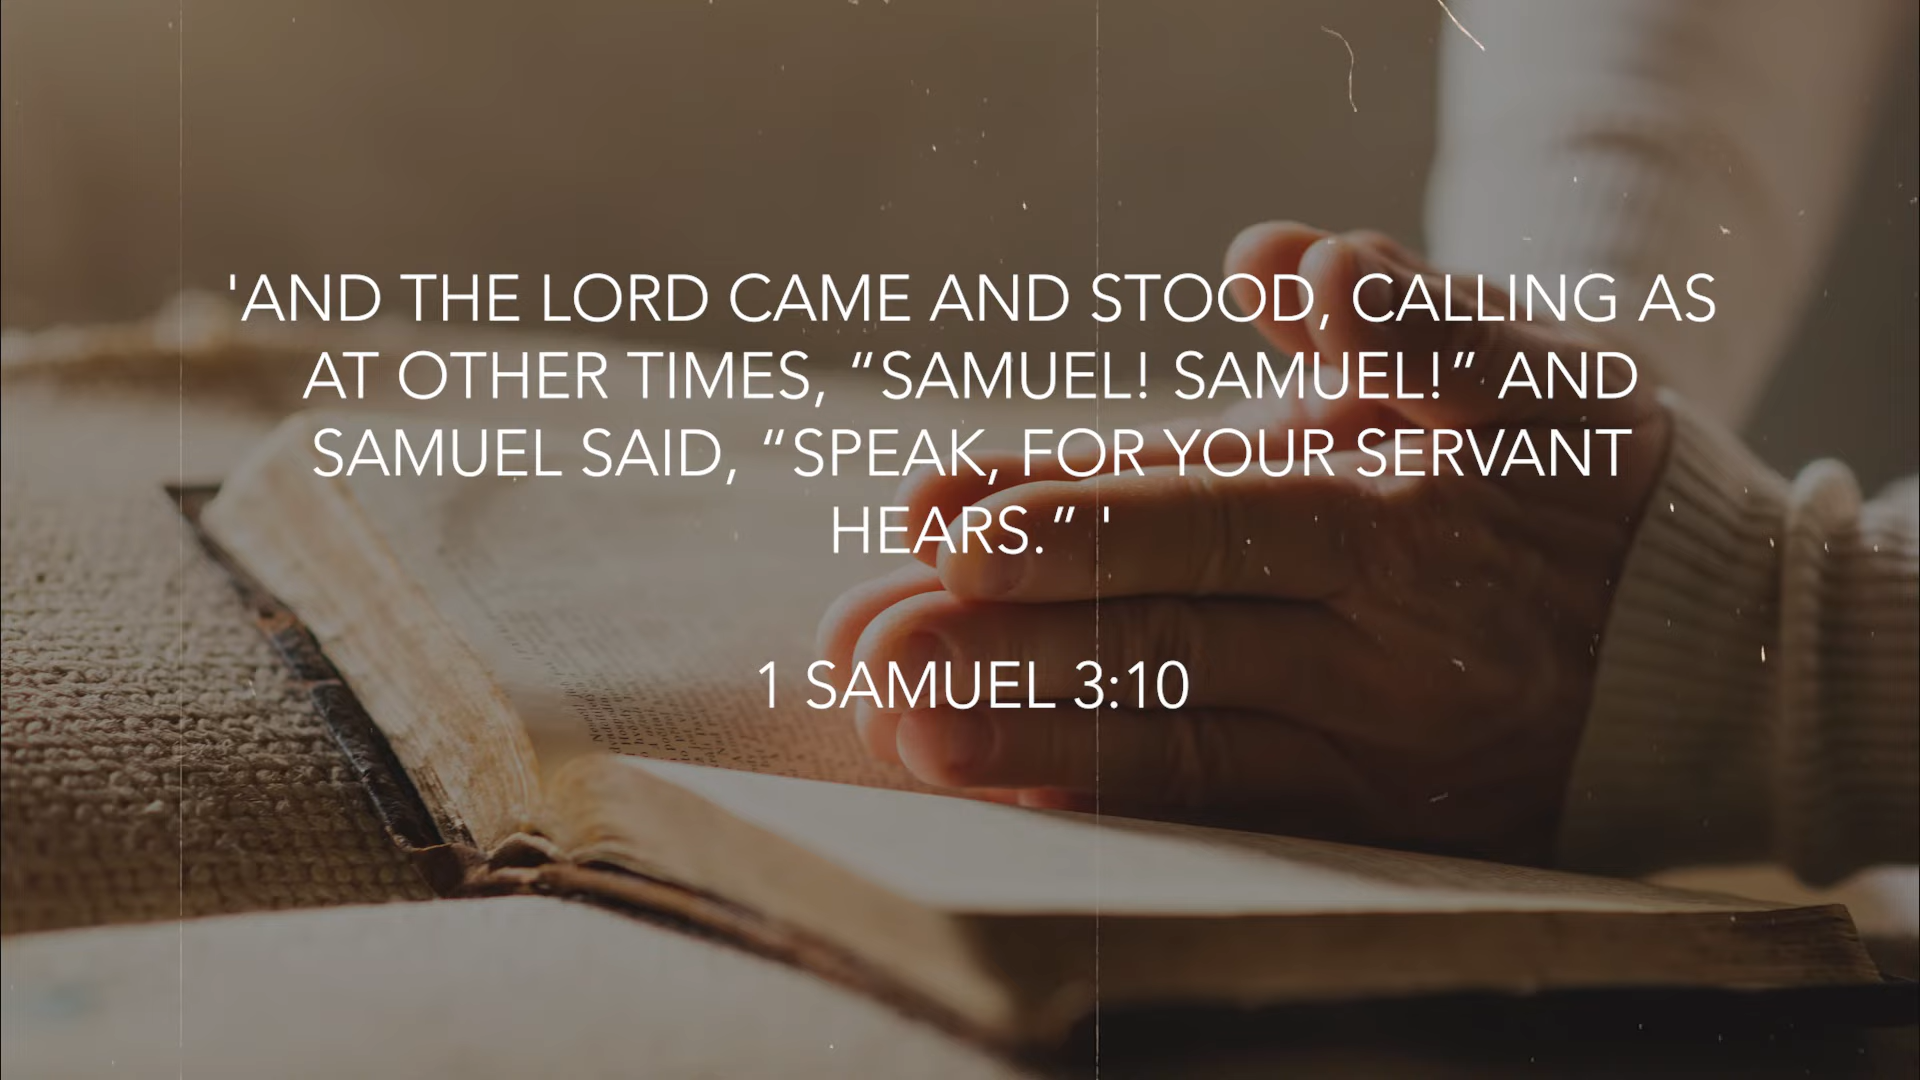 'AND THE LORD CAME AND STOOD, CALLING AS
AT OTHER TIMES, “SAMUEL! SAMUEL!” AND
SAMUEL SAID, “SPEAK, FOR YOUR SERVANT
HEARS.” '
1 SAMUEL 3:10